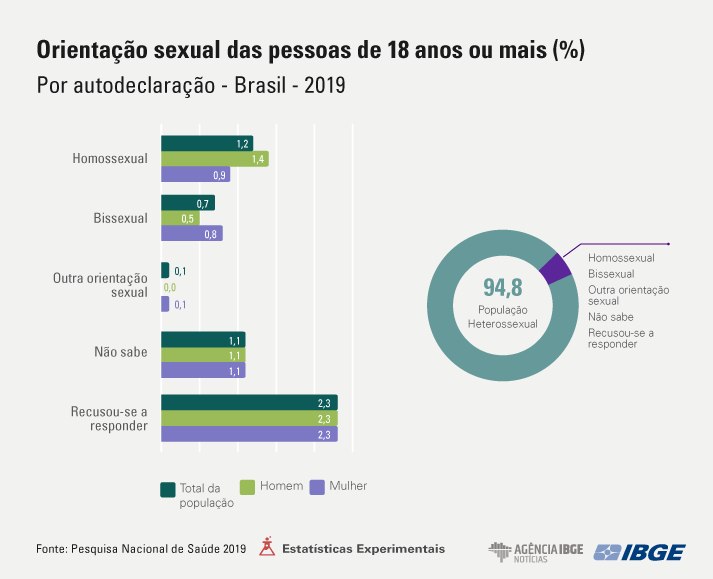 Orientação sexual das pessoas de 18 anos ou mais (%)
Por autodeclaração - Brasil - 2019
Homossexual
1,2
1,4
0,9
Bissexual
0,7
0,5
0,8
Outra orientação
sexual
0,1
0,0
0,1
Não sabe
1,1
1,1
1,1
Recusou-se a
responder
2,3
2,3
2,3
94,8
População
Heterossexual
Homossexual
Bissexual
Outra orientação
sexual
Não sabe
Recusou-se a
responder
Total da
população
Homem
Mulher
Fonte: Pesquisa Nacional de Saúde 2019
Estatísticas Experimentais
AGÊNCIA IBGE
NOTÍCIAS
IBGE